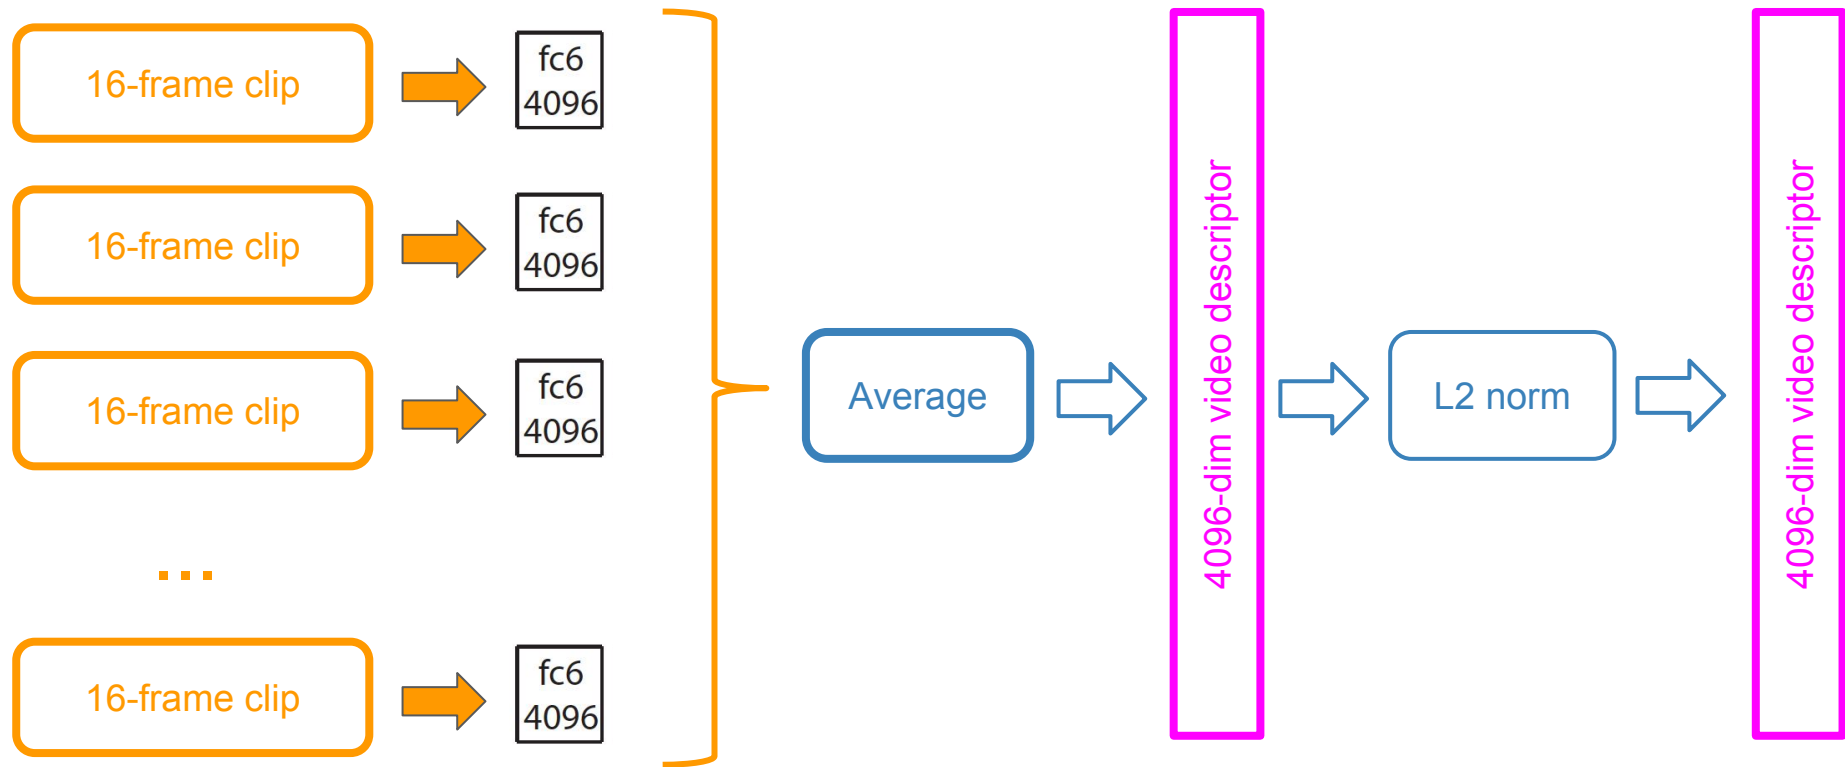 16-frame clip
fc6
4096
16-frame clip
fc6
4096
16-frame clip
fc6
4096
...
16-frame clip
fc6
4096
Average
4096-dim video descriptor
L2 norm
4096-dim video descriptor